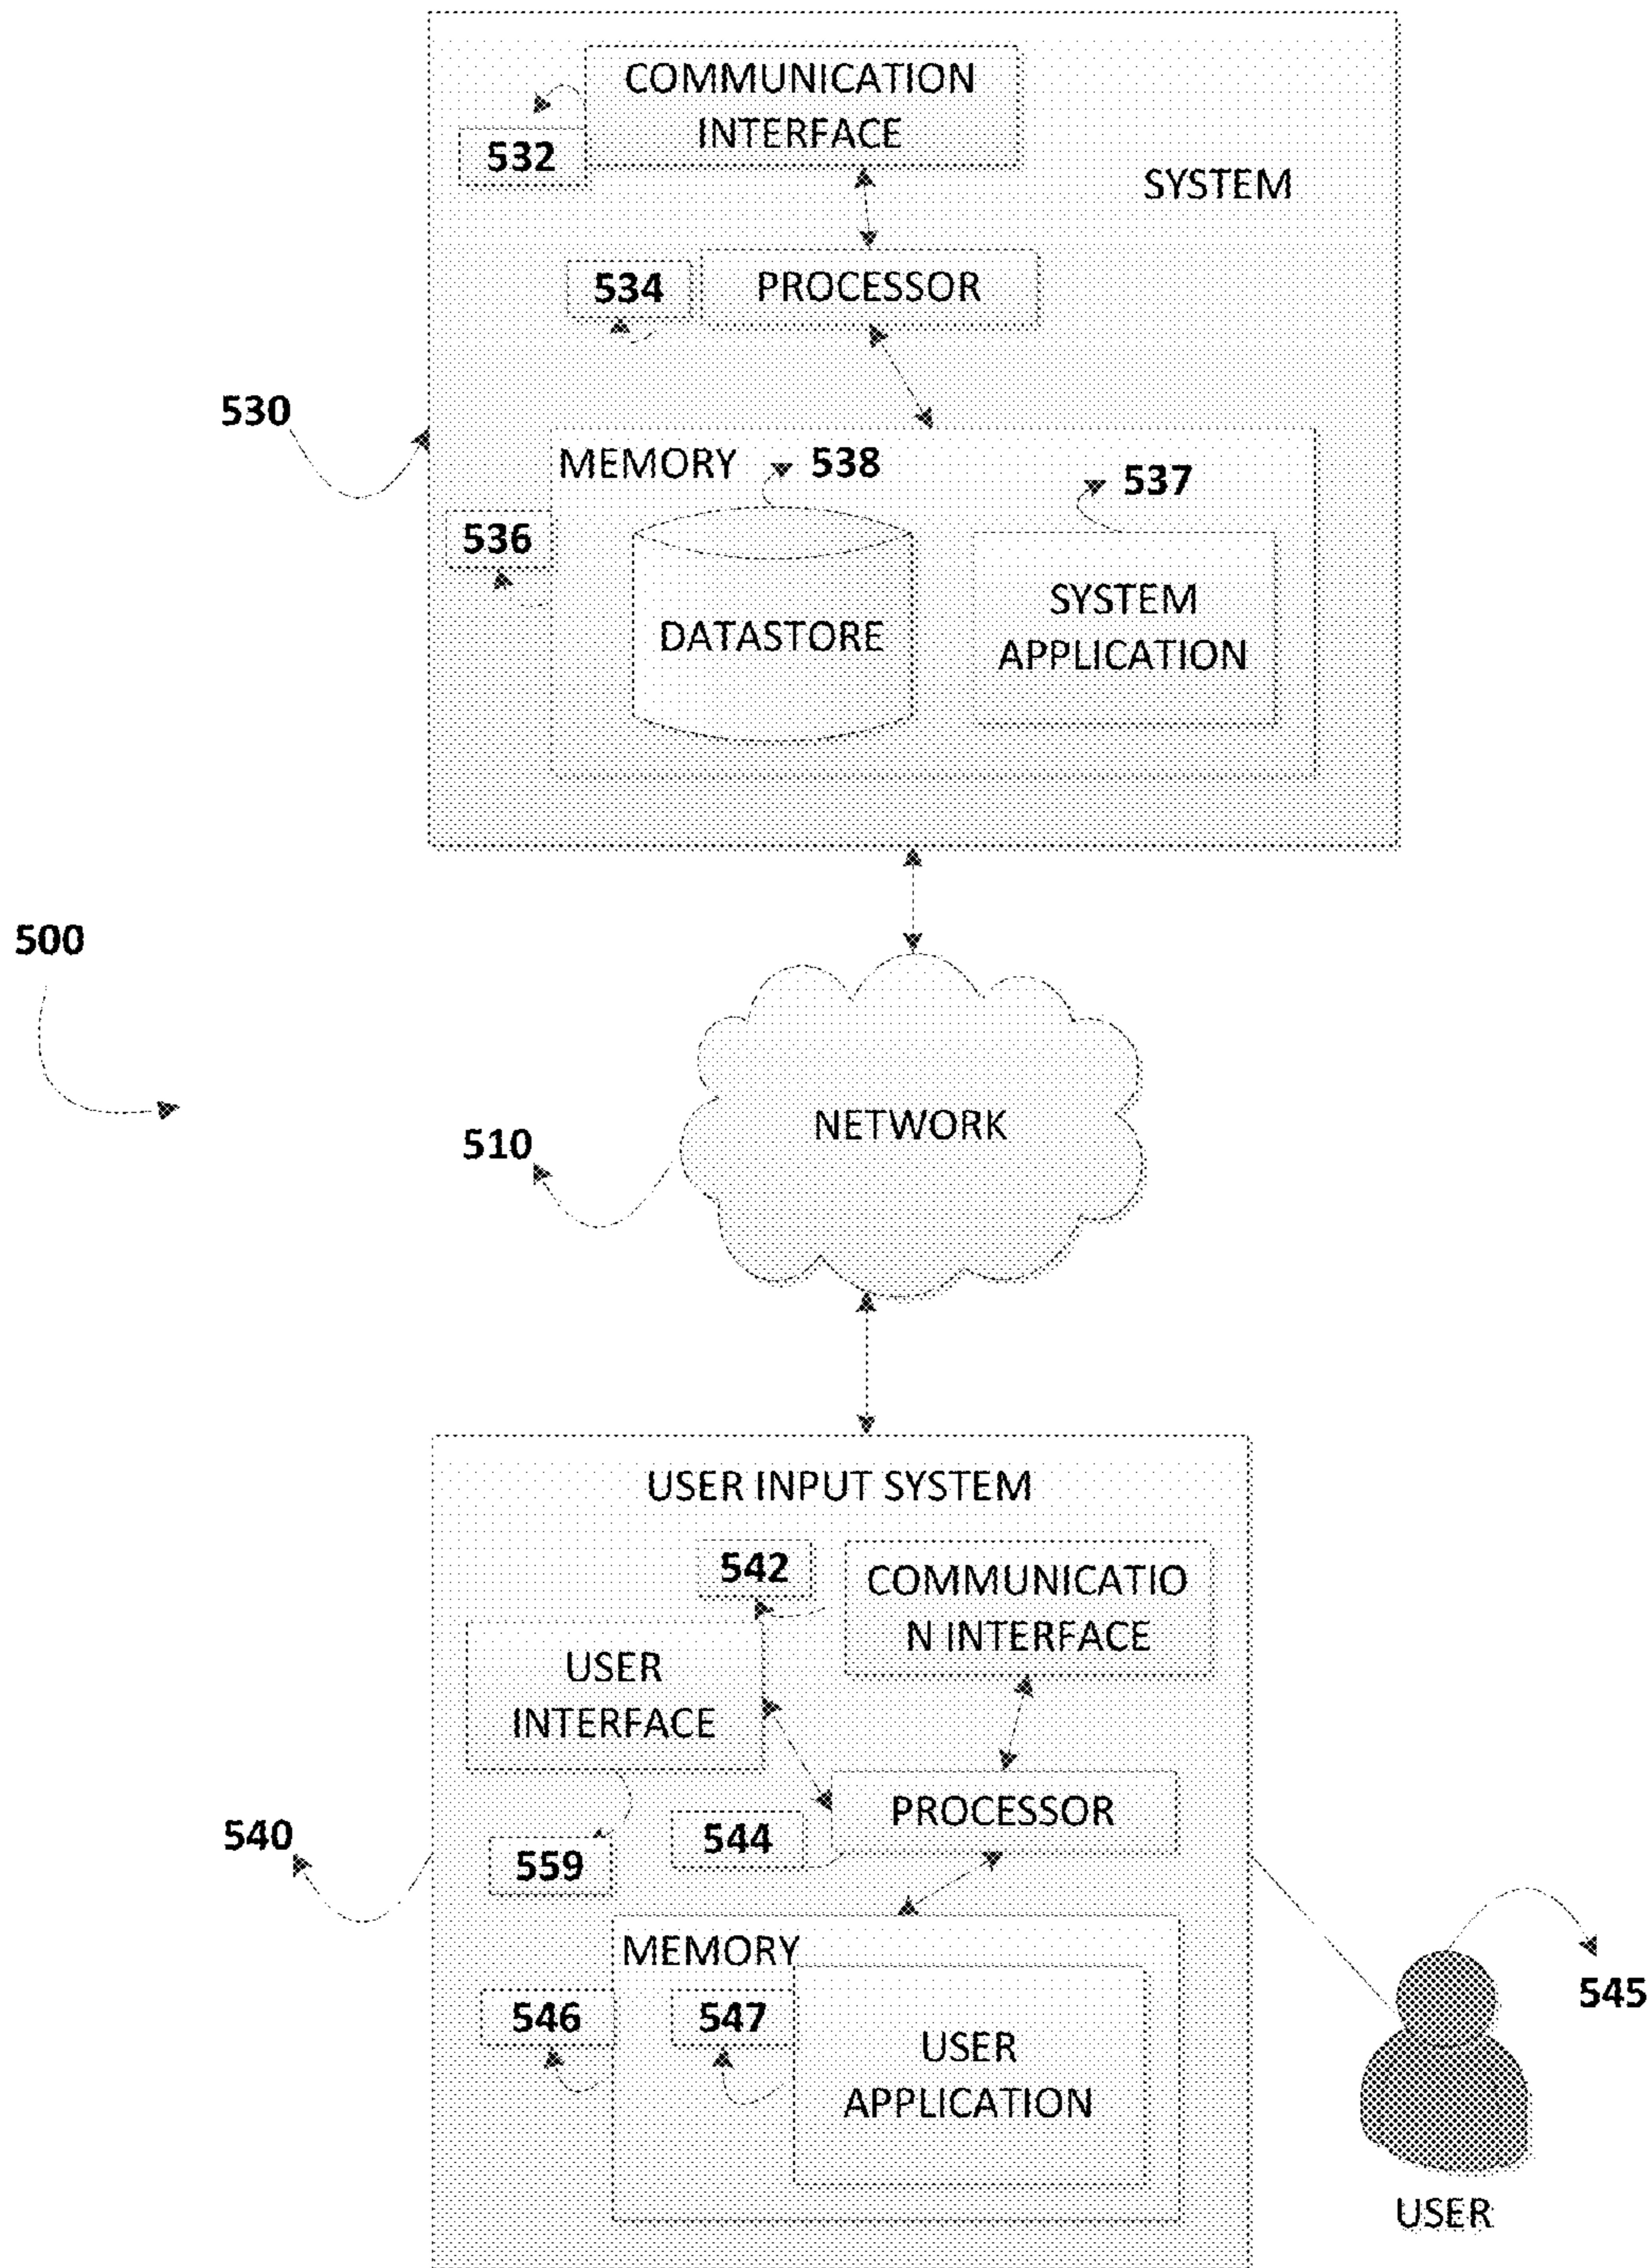 COMMUNICATION
INTERFACE
532
SYSTEM
534
PROCESSOR
530
MEMORY
538
537
536
DATASTORE
SYSTEM
APPLICATION
500
NETWORK
510
USER INPUT SYSTEM
542
COMMUNICATIO
N INTERFACE
USER
INTERFACE
PROCESSOR
544
540
559
MEMORY
546
547
USER
APPLICATION
545
USER